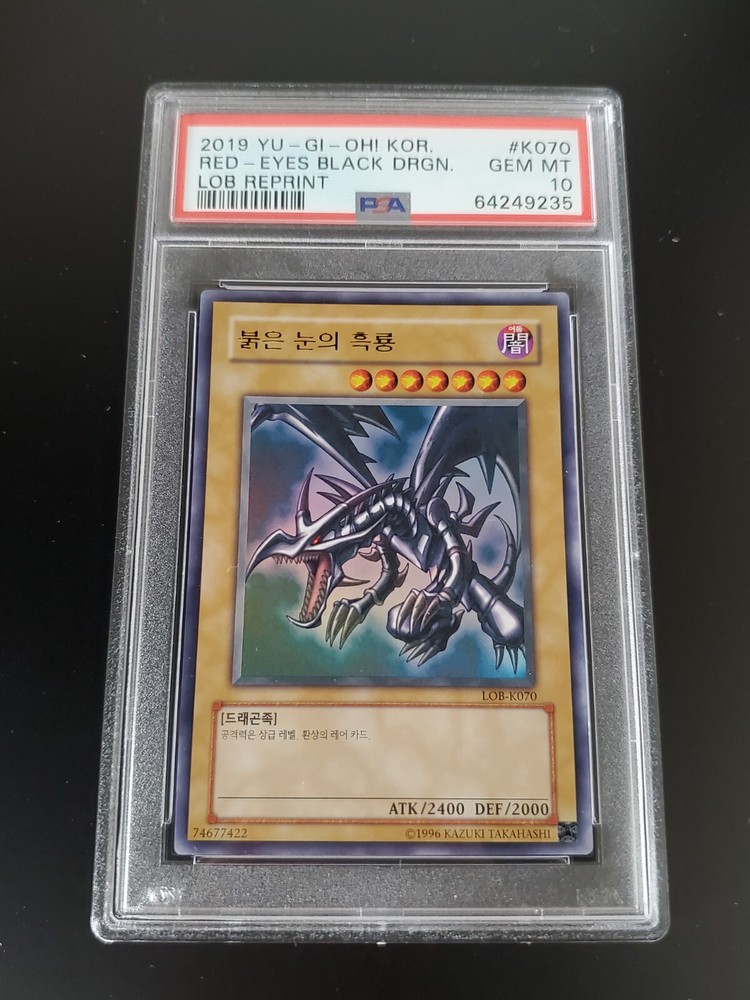 2019 YU-GI-OH! KOR. #K070
RED-EYES BLACK DRGN. GEM MT
LOB REPRINT 10
PSA 64249235
붉은 눈의 흑룡
어둠
闇
LOB-K070
[드래곤족]
공격력은 상급 레벨. 환상의 레어 카드.
ATK/2400 DEF/2000
74677422 ©1996 KAZUKI TAKAHASHI